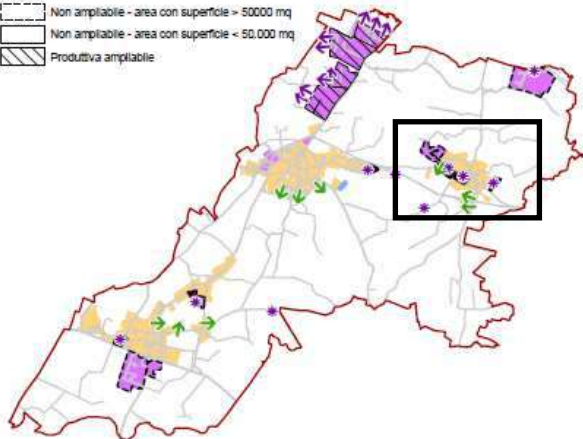 Non ampliabile - area con superficie > 50000 mq
Non ampliabile - area con superficie < 50.000 mq
Produttiva ampliabile